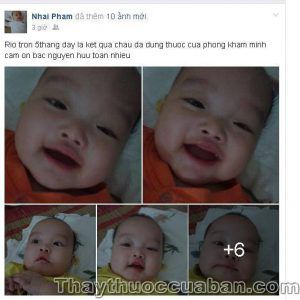 Nhai Pham đã thêm 10 ảnh mới.
3 giờ
Rio tron 5thang day la ket qua chau da dung thuoc cua phong kham minh
cam on bac nguyen huu toan nhieu
+6
Thaythuoccuaban.com